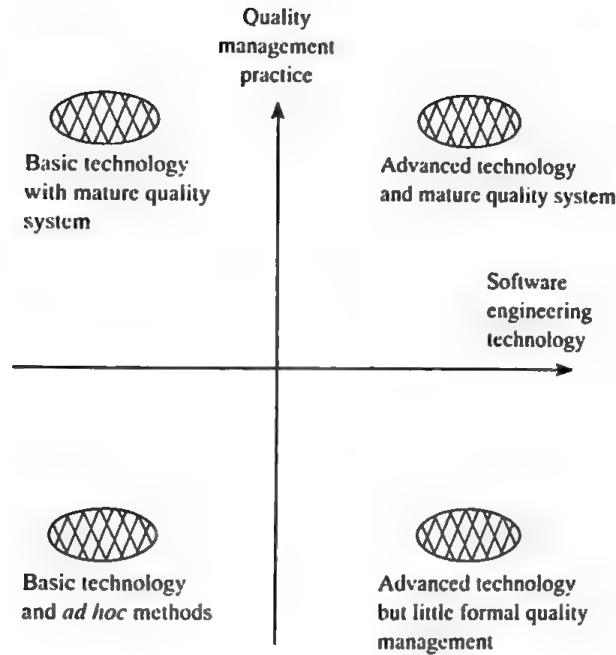 Quality
management
practice
Basic technology
with mature quality
system
Advanced technology
and mature quality system
Software
engineering
technology
Basic technology
and ad hoc methods
Advanced technology
but little formal quality
management